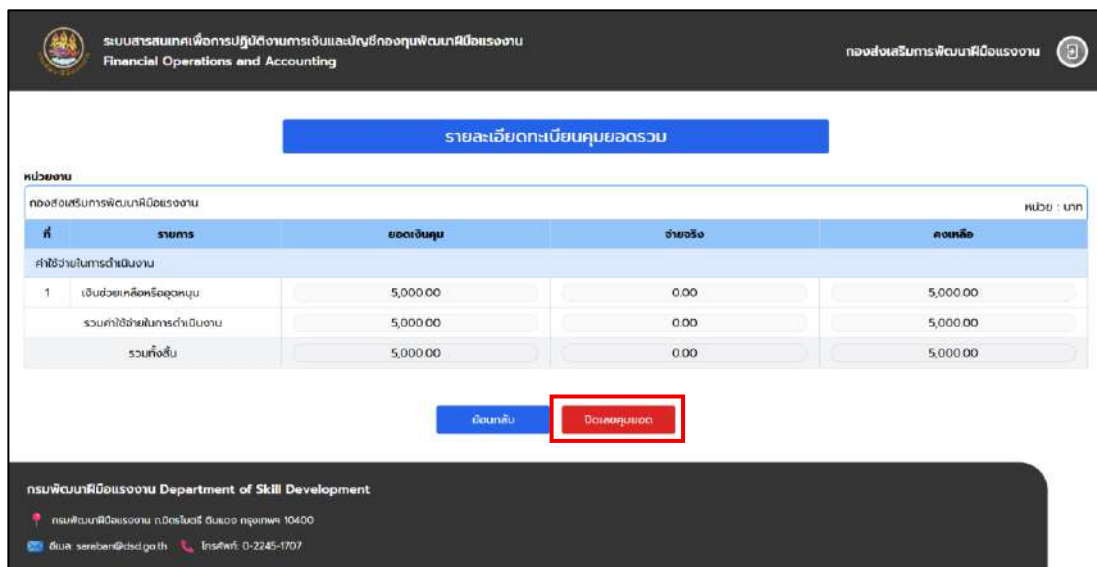 ระบบสารสนเทศเพื่อการปฏิบัติงานการเงินและบัญชีกองทุนพัฒนาฝีมือแรงงาน
Financial Operations and Accounting
กองส่งเสริมการพัฒนาฝีมือแรงงาน
รายละเอียดทะเบียนคุมยอดรวม
หน่วยงาน
กองส่งเสริมการพัฒนาฝีมือแรงงาน
หน่วย : บาท
ที่ รายการ ยอดเงินคุม จ่ายจริง คงเหลือ
ค่าใช้จ่ายในการดำเนินงาน
1 เงินช่วยเหลือหรืออุดหนุน 5,000.00 0.00 5,000.00
รวมค่าใช้จ่ายในการดำเนินงาน 5,000.00 0.00 5,000.00
รวมทั้งสิ้น 5,000.00 0.00 5,000.00
ย้อนกลับ ปิดเลขคุมยอด
กรมพัฒนาฝีมือแรงงาน Department of Skill Development
กรมพัฒนาฝีมือแรงงาน ถ.มิตรไมตรี ดินแดง กรุงเทพฯ 10400
อีเมล: saraban@dsd.go.th โทรศัพท์: 0-2245-1707